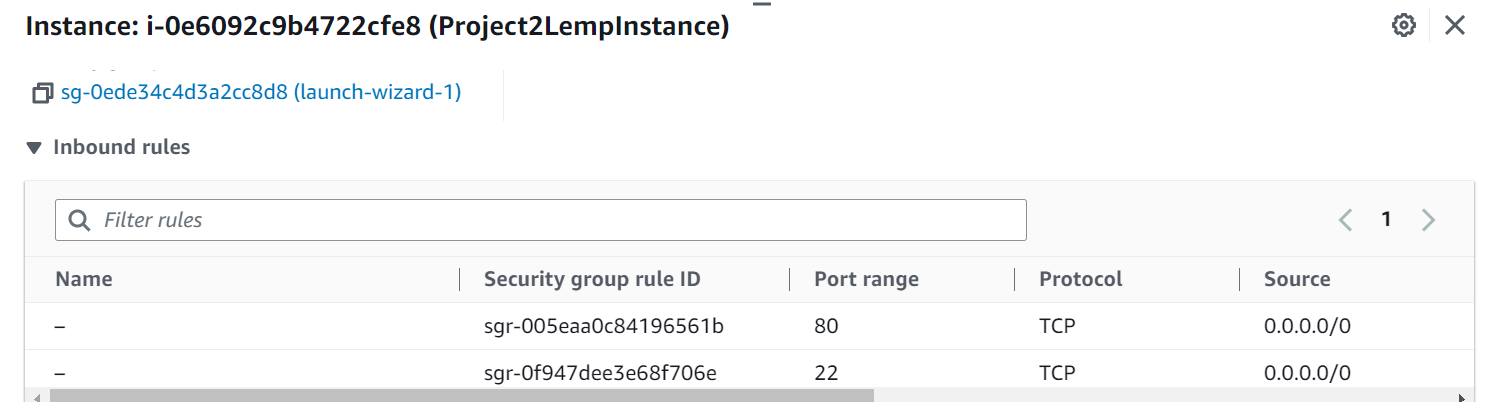 Instance: i-0e6092c9b4722cfe8 (Project2LempInstance)
sg-0ede34c4d3a2cc8d8 (launch-wizard-1)
Inbound rules
Filter rules
1
Name Security group rule ID Port range Protocol Source
– sgr-005eaa0c84196561b 80 TCP 0.0.0.0/0
– sgr-0f947dee3e68f706e 22 TCP 0.0.0.0/0